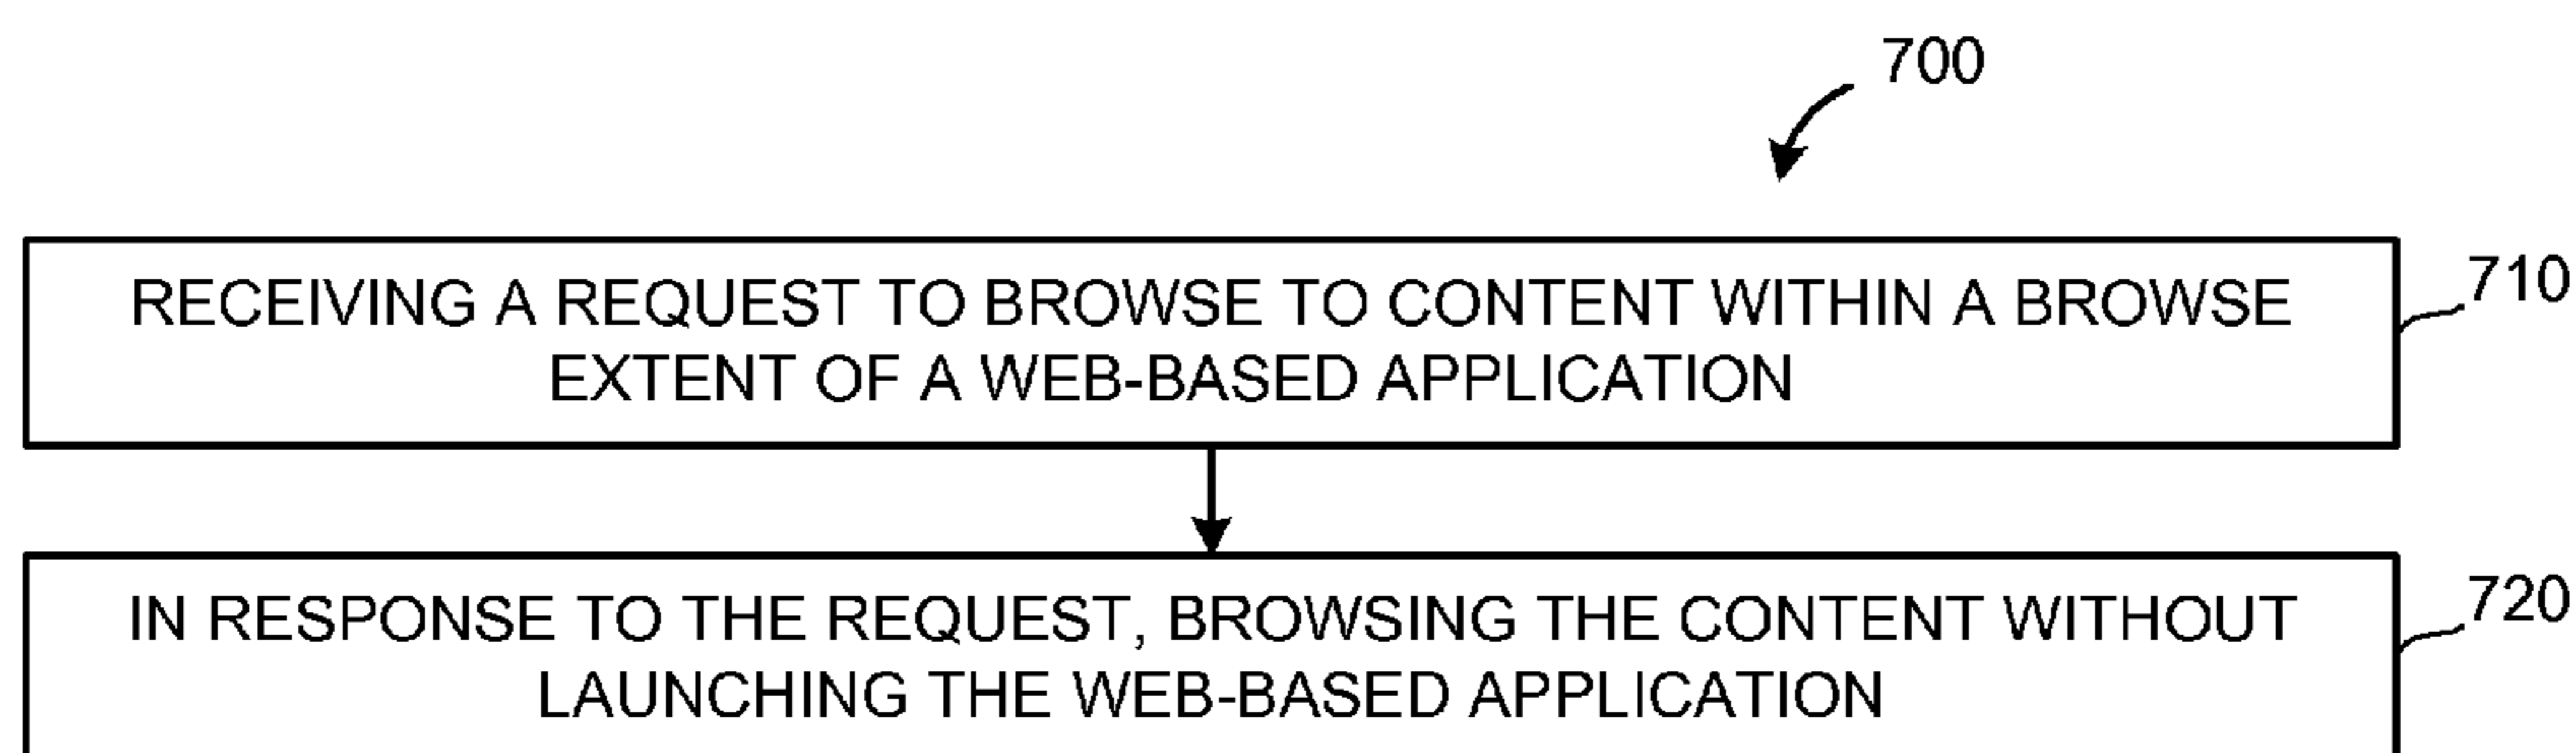 700
RECEIVING A REQUEST TO BROWSE TO CONTENT WITHIN A BROWSE
EXTENT OF A WEB-BASED APPLICATION
710
IN RESPONSE TO THE REQUEST, BROWSING THE CONTENT WITHOUT
LAUNCHING THE WEB-BASED APPLICATION
720